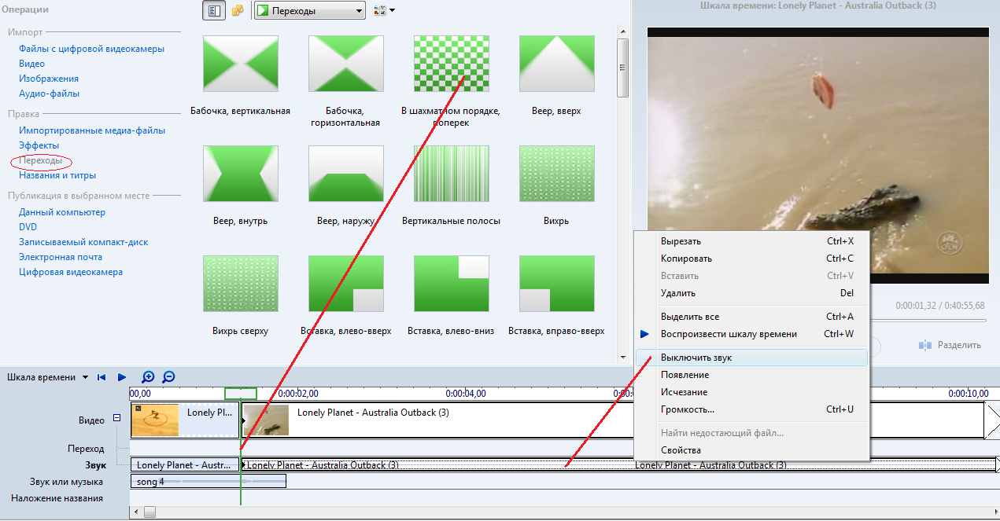 Операции
Импорт
Файлы с цифровой видеокамеры
Видео
Изображения
Аудио-файлы
Правка
Импортированные медиа-файлы
Эффекты
Переходы
Названия и титры
Публикация в выбранном месте
Данный компьютер
DVD
Записываемый компакт-диск
Электронная почта
Цифровая видеокамера
Переходы
Бабочка, вертикальная
Бабочка,
горизонтальная
В шахматном порядке,
поперек
Веер, вверх
Веер, внутрь
Веер, наружу
Вертикальные полосы
Вихрь
Вихрь сверху
Вставка, влево-вверх
Вставка, влево-вниз
Вставка, вправо-вверх
Шкала времени: Lonely Planet - Australia Outback (3)
0:00:01,32 / 0:40:55,68
Разделить
Вырезать Ctrl+X
Копировать Ctrl+C
Вставить Ctrl+V
Удалить Del
Выделить все Ctrl+A
Воспроизвести шкалу времени Ctrl+W
Выключить звук
Появление
Исчезание
Громкость... Ctrl+U
Найти недостающий файл...
Свойства
Шкала времени
00,00 0:00:02,00 0:00:04,00 0:00:10,00
Видео Lonely Pl... Lonely Planet - Australia Outback (3)
Переход
Звук Lonely Planet - Austr... Lonely Planet - Australia Outback (3) Lonely Planet - Australia Outback (3)
Звук или музыка song 4
Наложение названия